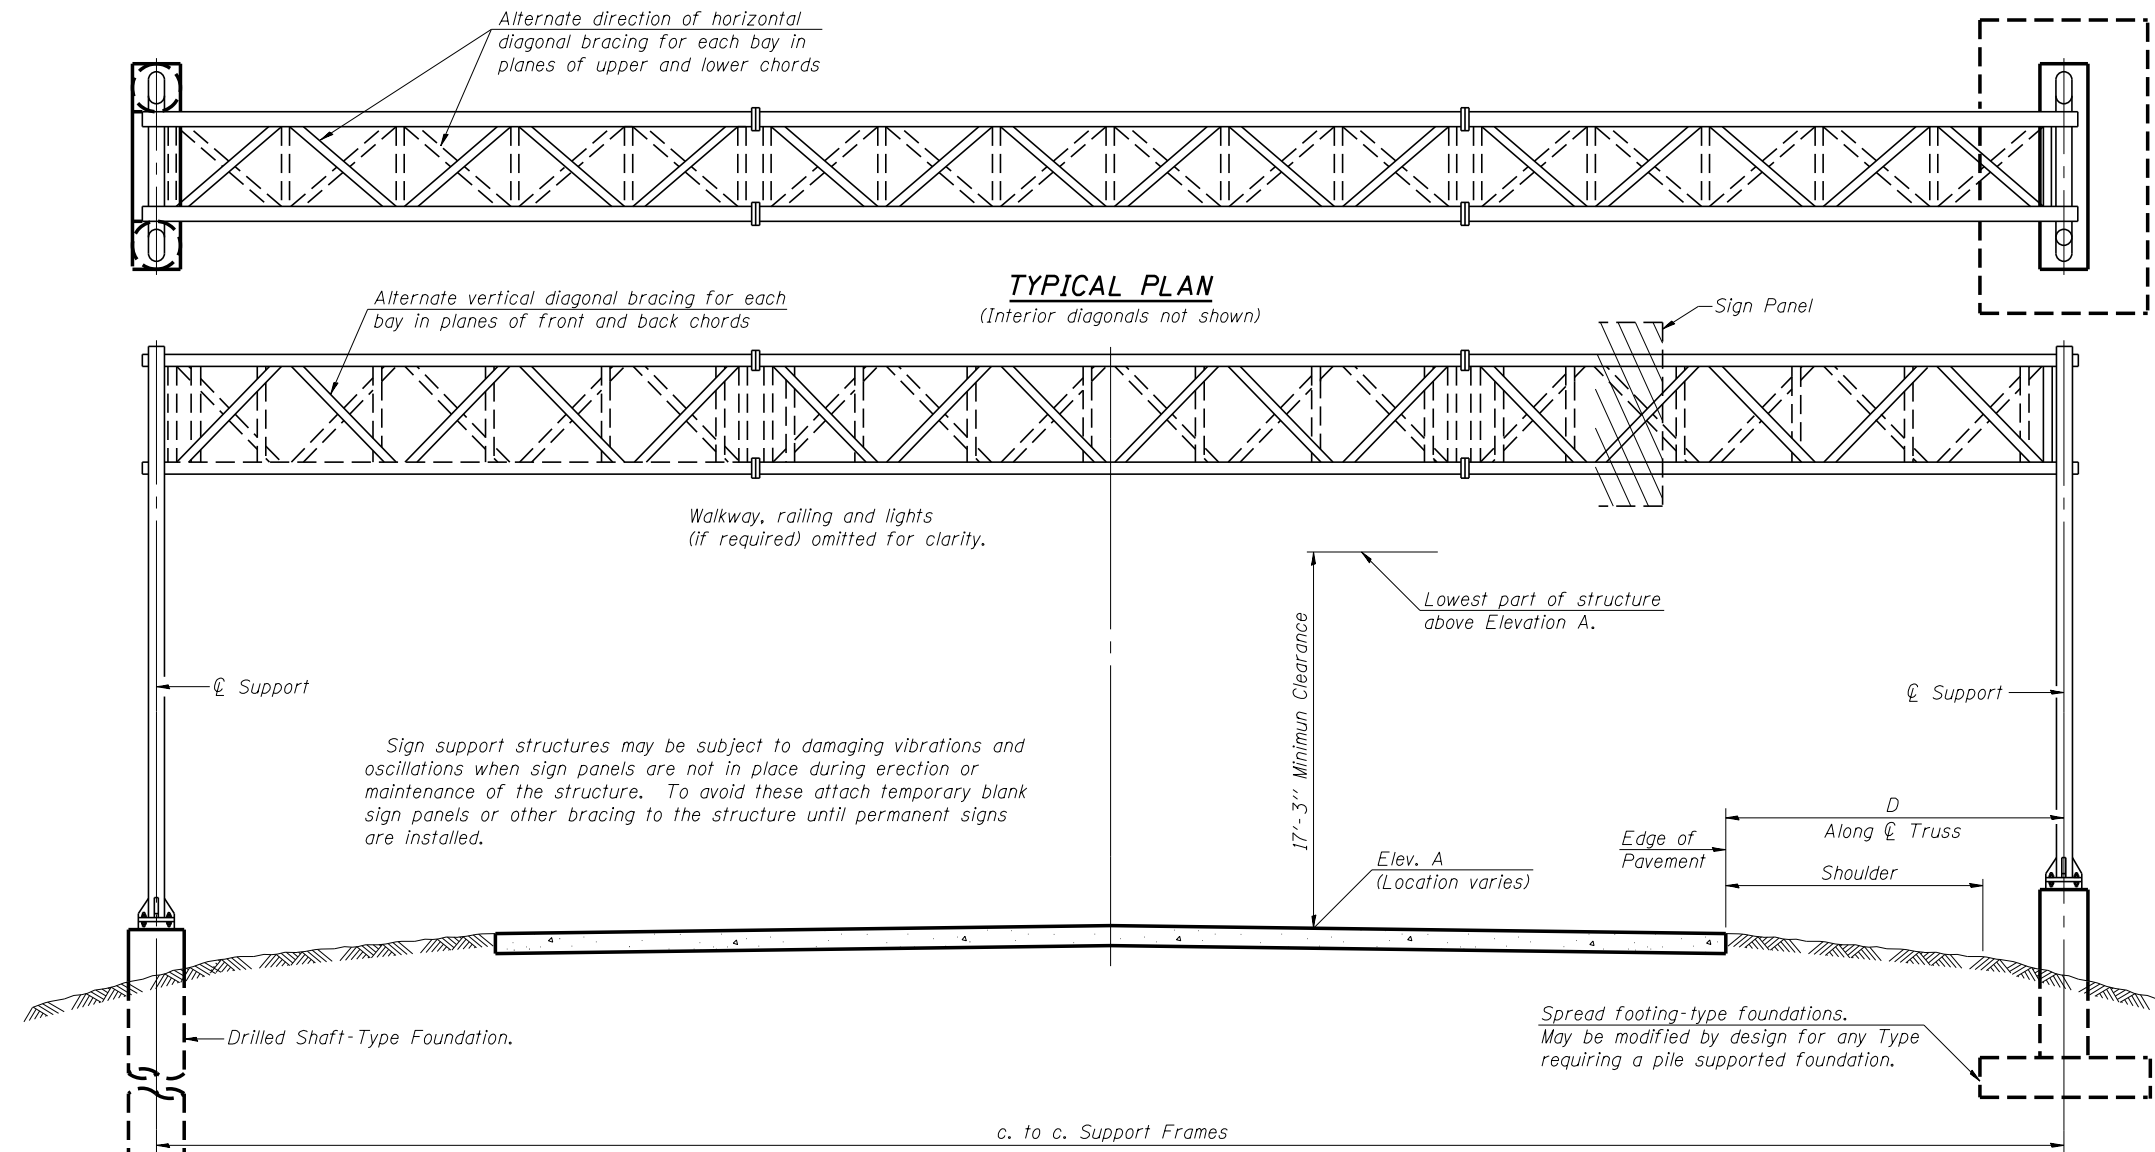 Alternate direction of horizontal
diagonal bracing for each bay in
planes of upper and lower chords
TYPICAL PLAN
(Interior diagonals not shown)
Alternate vertical diagonal bracing for each
bay in planes of front and back chords
Sign Panel
Walkway, railing and lights
(if required) omitted for clarity.
Lowest part of structure
above Elevation A.
17'-3" Minimun Clearance
℄ Support
℄ Support
Sign support structures may be subject to damaging vibrations and
oscillations when sign panels are not in place during erection or
maintenance of the structure. To avoid these attach temporary blank
sign panels or other bracing to the structure until permanent signs
are installed.
D
Along ℄ Truss
Edge of
Pavement
Shoulder
Elev. A
(Location varies)
Drilled Shaft-Type Foundation.
Spread footing-type foundations.
May be modified by design for any Type
requiring a pile supported foundation.
c. to c. Support Frames